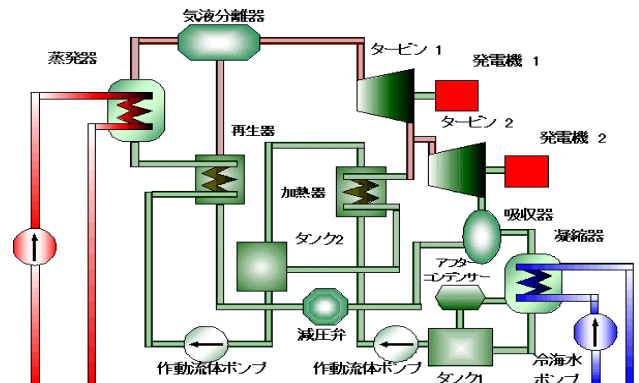 気液分離器
蒸発器
タービン 1
発電機 1
再生器
タービン 2
発電機 2
加熱器
吸収器
タンク2
凝縮器
アフター
コンデンサー
減圧弁
作動流体ポンプ
作動流体ポンプ
タンク1
冷海水
ポンプ